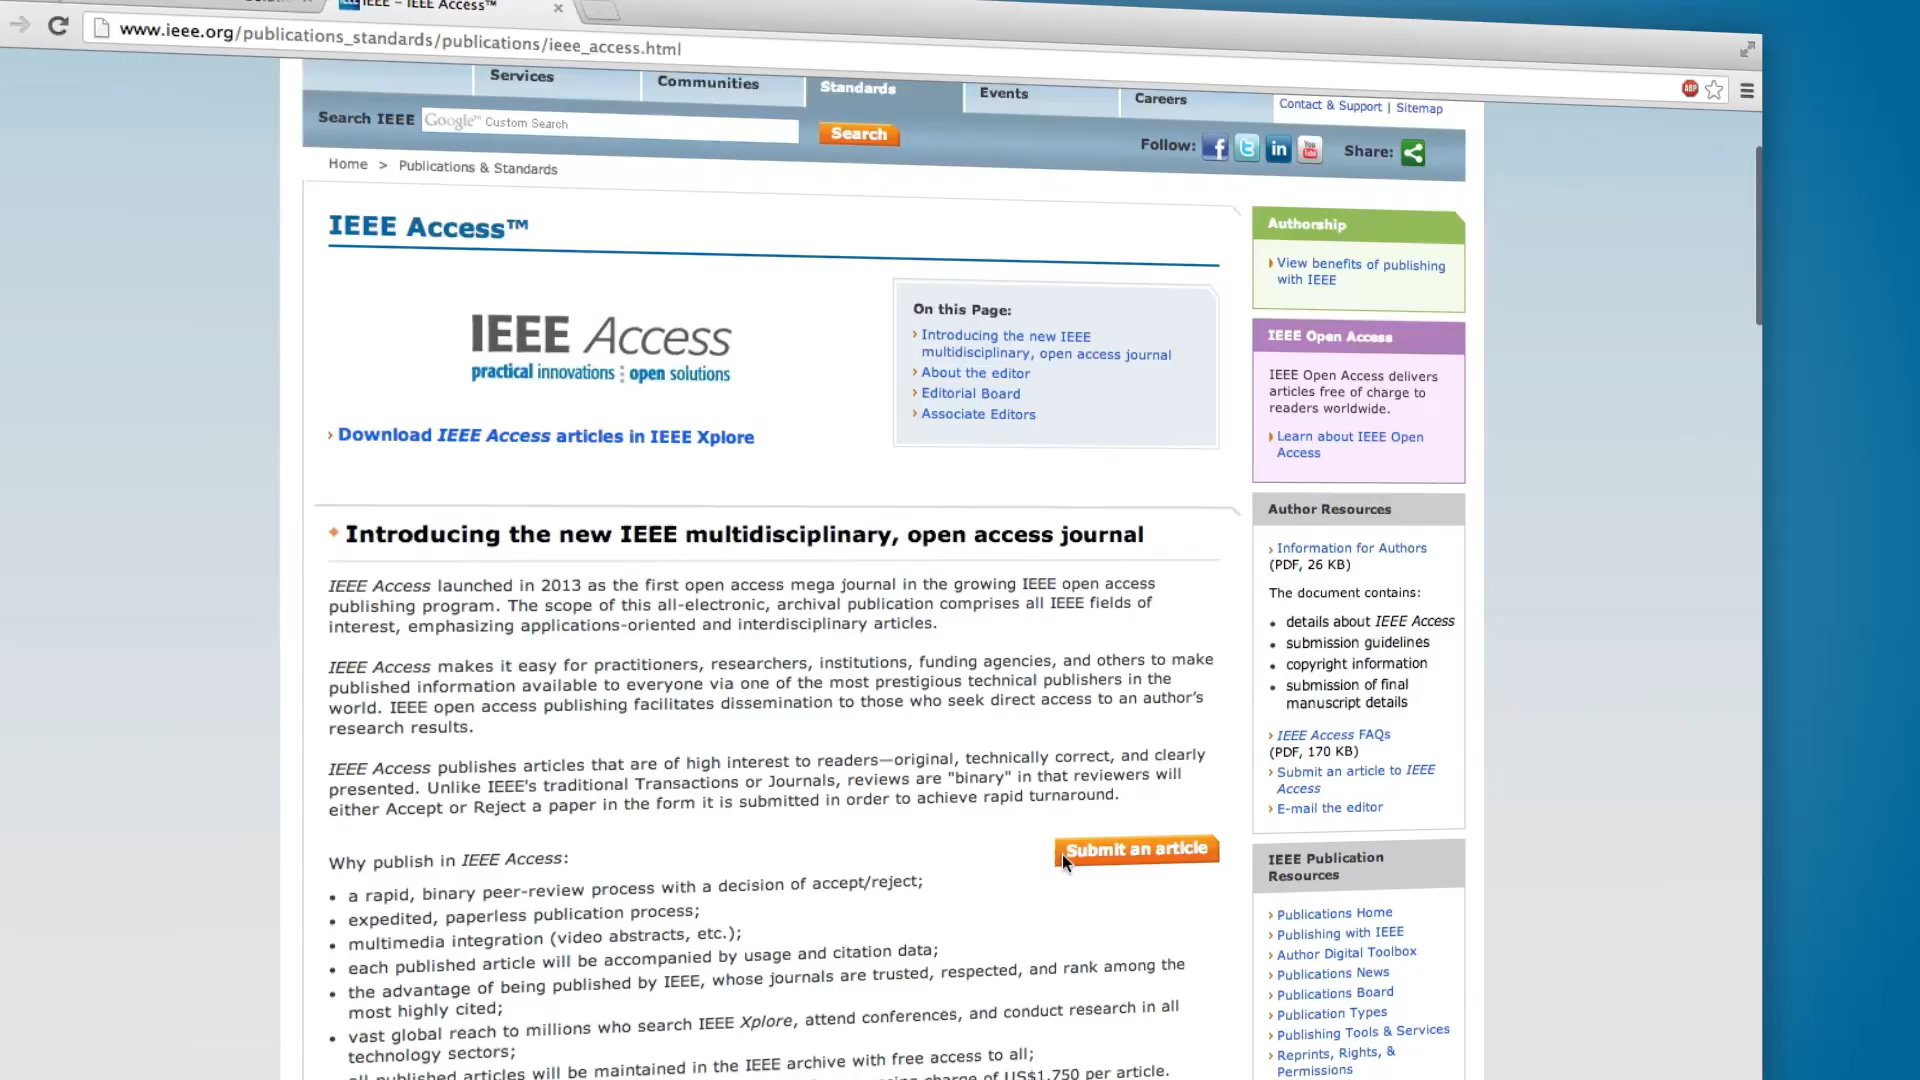 IEEE - IEEE Access™
www.ieee.org/publications_standards/publications/ieee_access.html
ABP
Services
Communities
Standards
Events
Careers
Contact & Support | Sitemap
Search IEEE
Google™ Custom Search
Search
Follow:
f
in
You
Share:
Home > Publications & Standards
IEEE Access™
IEEE Access
practical innovations : open solutions
Download IEEE Access articles in IEEE Xplore
On this Page:
Introducing the new IEEE
multidisciplinary, open access journal
About the editor
Editorial Board
Associate Editors
Introducing the new IEEE multidisciplinary, open access journal
IEEE Access launched in 2013 as the first open access mega journal in the growing IEEE open access
publishing program. The scope of this all-electronic, archival publication comprises all IEEE fields of
interest, emphasizing applications-oriented and interdisciplinary articles.
IEEE Access makes it easy for practitioners, researchers, institutions, funding agencies, and others to make
published information available to everyone via one of the most prestigious technical publishers in the
world. IEEE open access publishing facilitates dissemination to those who seek direct access to an author's
research results.
IEEE Access publishes articles that are of high interest to readers—original, technically correct, and clearly
presented. Unlike IEEE's traditional Transactions or Journals, reviews are "binary" in that reviewers will
either Accept or Reject a paper in the form it is submitted in order to achieve rapid turnaround.
Submit an article
Why publish in IEEE Access:
• a rapid, binary peer-review process with a decision of accept/reject;
• expedited, paperless publication process;
• multimedia integration (video abstracts, etc.);
• each published article will be accompanied by usage and citation data;
• the advantage of being published by IEEE, whose journals are trusted, respected, and rank among the
most highly cited;
• vast global reach to millions who search IEEE Xplore, attend conferences, and conduct research in all
technology sectors;
all published articles will be maintained in the IEEE archive with free access to all;
charge of US$1,750 per article.
Authorship
View benefits of publishing
with IEEE
IEEE Open Access
IEEE Open Access delivers
articles free of charge to
readers worldwide.
Learn about IEEE Open
Access
Author Resources
Information for Authors
(PDF, 26 KB)
The document contains:
• details about IEEE Access
• submission guidelines
• copyright information
• submission of final
manuscript details
IEEE Access FAQs
(PDF, 170 KB)
Submit an article to IEEE
Access
E-mail the editor
IEEE Publication
Resources
Publications Home
Publishing with IEEE
Author Digital Toolbox
Publications News
Publications Board
Publication Types
Publishing Tools & Services
Reprints, Rights, &
Permissions